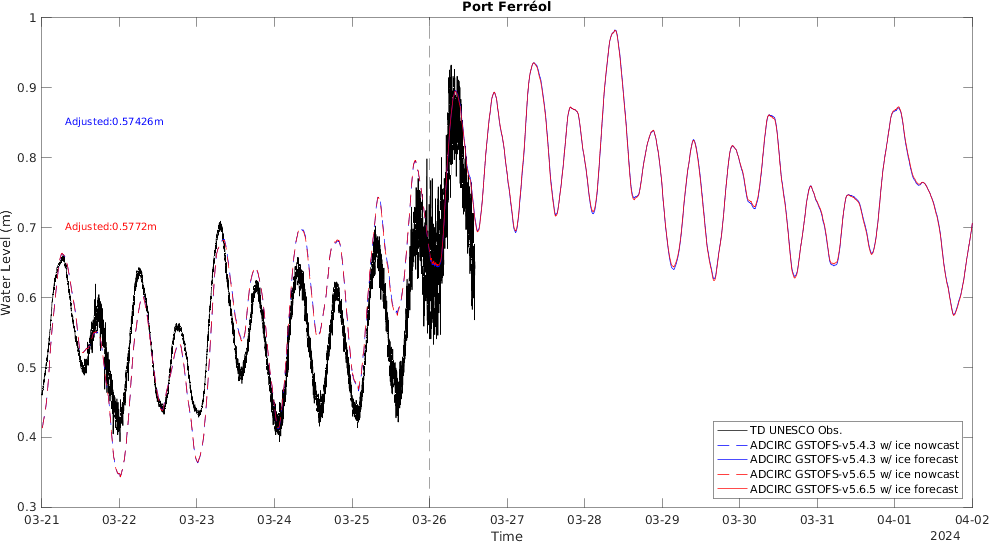 Port Ferréol
1
0.9
0.8
0.7
0.6
0.5
0.4
0.3
Water Level (m)
Adjusted:0.57426m
Adjusted:0.5772m
TD UNESCO Obs.
ADCIRC GSTOFS-v5.4.3 w/ ice nowcast
ADCIRC GSTOFS-v5.4.3 w/ ice forecast
ADCIRC GSTOFS-v5.6.5 w/ ice nowcast
ADCIRC GSTOFS-v5.6.5 w/ ice forecast
03-21 03-22 03-23 03-24 03-25 03-26 03-27 03-28 03-29 03-30 03-31 04-01 04-02
Time
2024